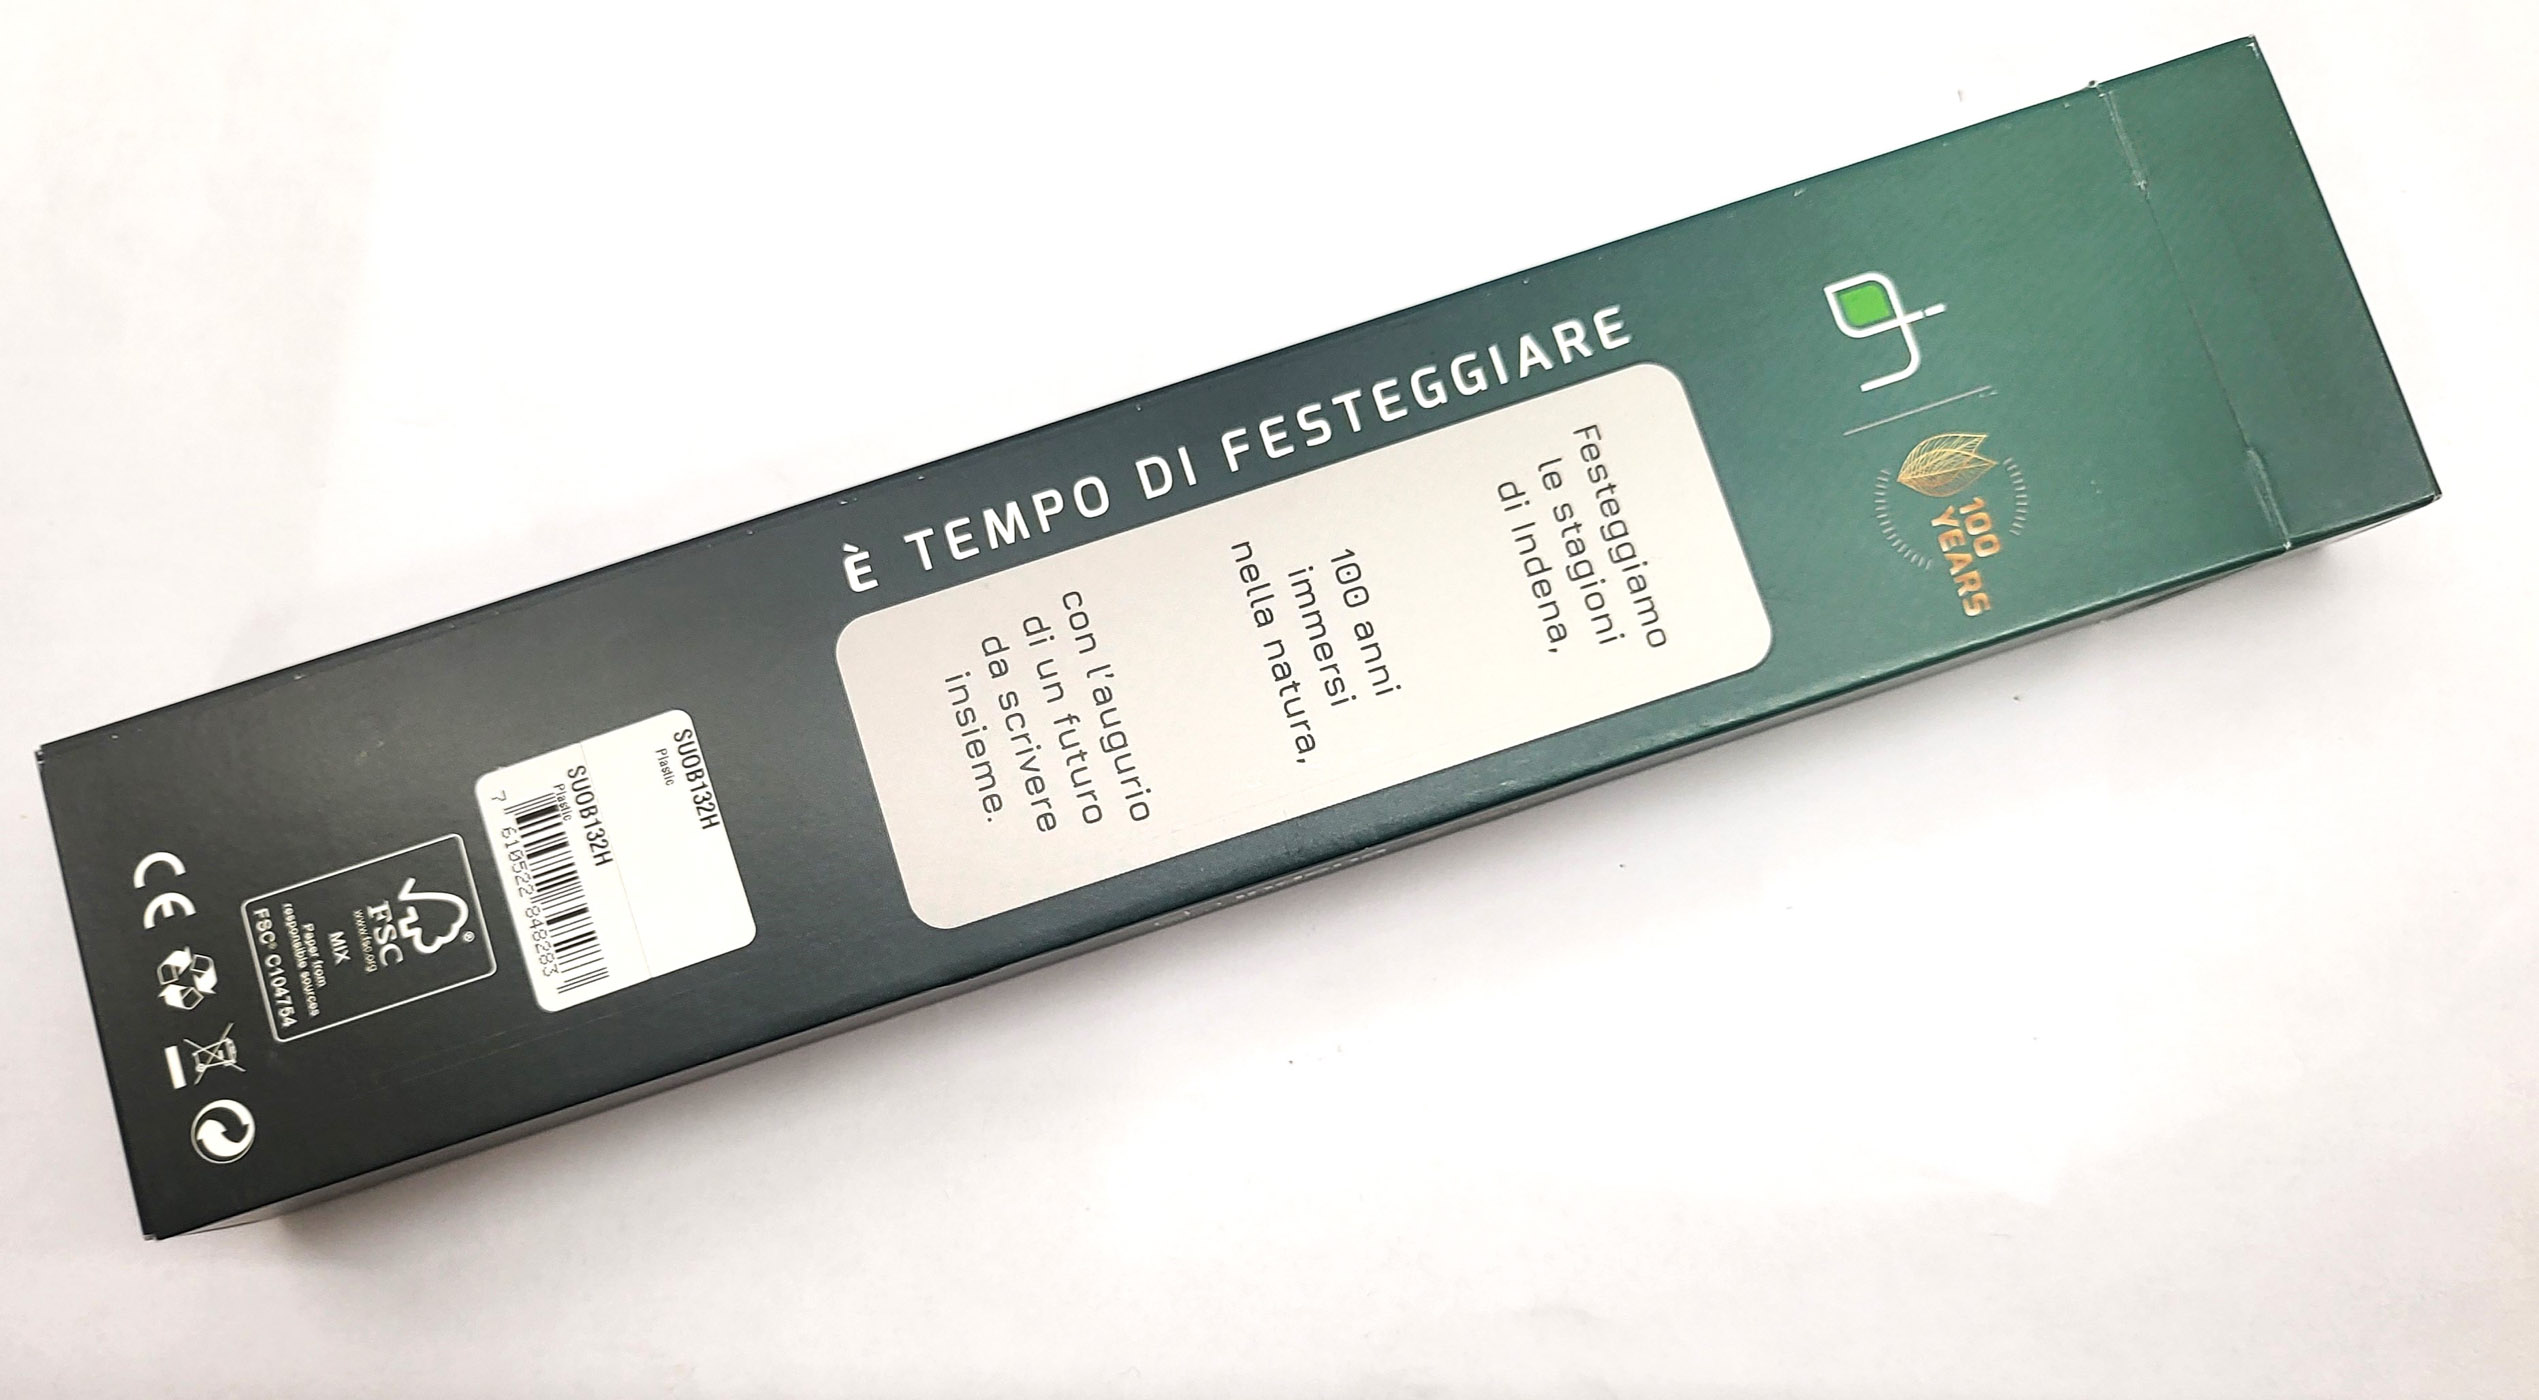 100
YEARS
È TEMPO DI FESTEGGIARE
Festeggiamo
le stagioni
di Indena,
100 anni
immersi
nella natura,
con l'augurio
di un futuro
da scrivere
insieme.
SUOB132H
Plastic
SUOB132H
Plastic
7 610522 848283
®
FSC
www.fsc.org
MIX
Paper from
responsible sources
FSC® C104754
CE